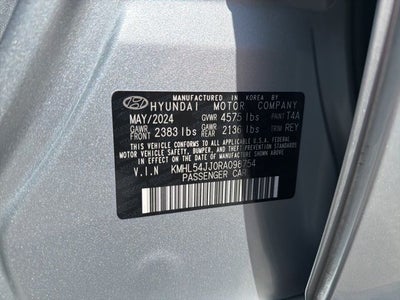 MANUFACTURED IN KOREA BY
HYUNDAI MOTOR COMPANY
MAY/2024 GVWR 4575 lbs PAINT T4A
GAWR FRONT 2383 lbs GAWR REAR 2136 lbs TRIM REY
THIS VEHICLE CONFORMS TO ALL APPLICABLE U.S.A. FEDERAL
MOTOR VEHICLE SAFETY, BUMPER, AND THEFT PREVENTION
STANDARDS IN EFFECT ON THE DATE OF MANUFACTURE SHOWN ABOVE.
V.I.N KMHL54JJ0RA098754
PASSENGER CAR